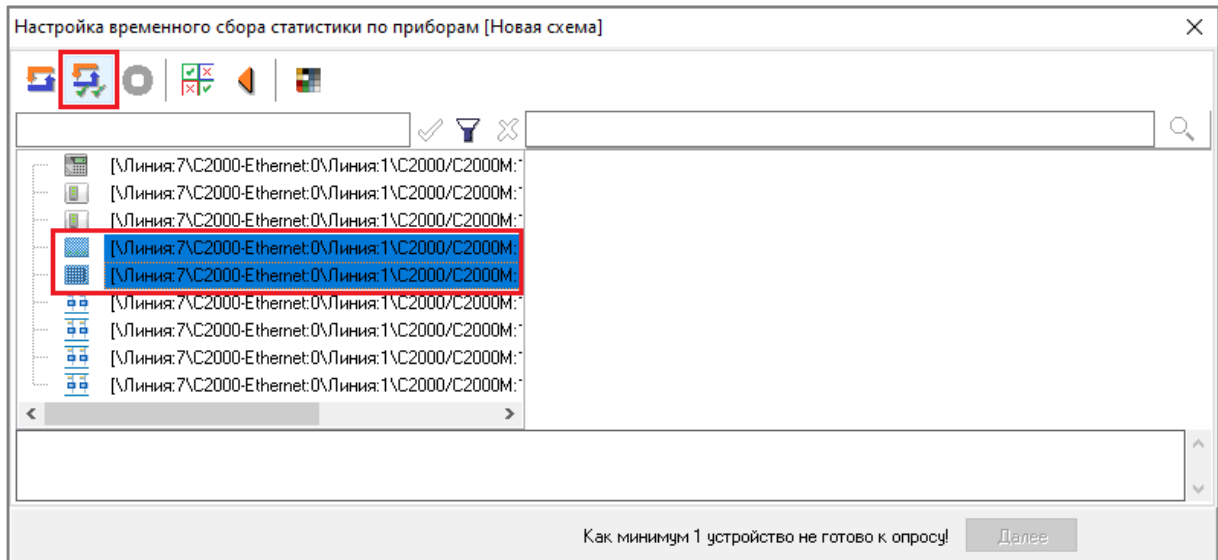 Настройка временного сбора статистики по приборам [Новая схема]
[\Линия:7\С2000-Ethernet:0\Линия:1\С2000/С2000М:
[\Линия:7\С2000-Ethernet:0\Линия:1\С2000/С2000М:
[\Линия:7\С2000-Ethernet:0\Линия:1\С2000/С2000М:
[\Линия:7\С2000-Ethernet:0\Линия:1\С2000/С2000М:
[\Линия:7\С2000-Ethernet:0\Линия:1\С2000/С2000М:
[\Линия:7\С2000-Ethernet:0\Линия:1\С2000/С2000М:
[\Линия:7\С2000-Ethernet:0\Линия:1\С2000/С2000М:
[\Линия:7\С2000-Ethernet:0\Линия:1\С2000/С2000М:
[\Линия:7\С2000-Ethernet:0\Линия:1\С2000/С2000М:
Как минимум 1 устройство не готово к опросу!
Далее